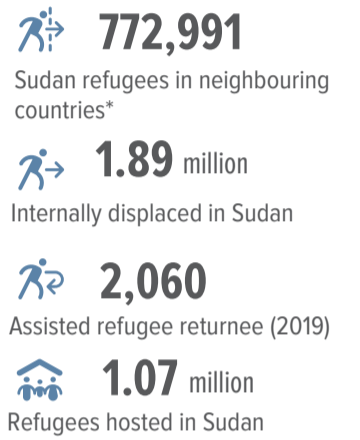 772,991
Sudan refugees in neighbouring
countries*
1.89 million
Internally displaced in Sudan
2,060
Assisted refugee returnee (2019)
1.07 million
Refugees hosted in Sudan